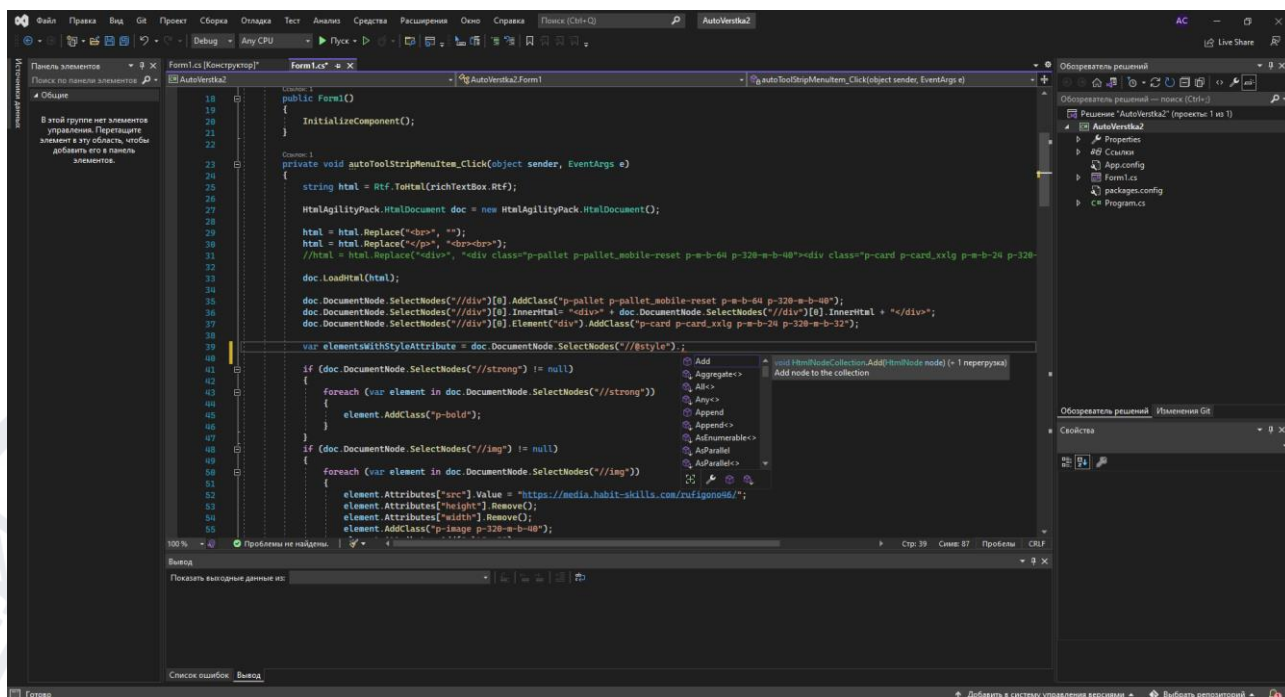 Файл Правка Вид Git Проект Сборка Отладка Тест Анализ Средства Расширения Окно Справка Поиск (Ctrl+Q) AutoVerstka2 AC
Debug Any CPU Пуск Live Share
Источники данных
Панель элементов
Поиск по панели элементов
Общие
В этой группе нет элементов
управления. Перетащите
элемент в эту область, чтобы
добавить его в панель
элементов.
Form1.cs [Конструктор]* Form1.cs*
AutoVerstka2 AutoVerstka2.Form1 autoToolStripMenuItem_Click(object sender, EventArgs e)
Ссылок: 1
18 public Form1()
19 {
20 InitializeComponent();
21 }
22
Ссылок: 1
23 private void autoToolStripMenuItem_Click(object sender, EventArgs e)
24 {
25 string html = Rtf.ToHtml(richTextBox.Rtf);
26
27 HtmlAgilityPack.HtmlDocument doc = new HtmlAgilityPack.HtmlDocument();
28
29 html = html.Replace("<br>", "");
30 html = html.Replace("</p>", "<br><br>");
31 //html = html.Replace("<div>", "<div class="p-pallet p-pallet_mobile-reset p-m-b-64 p-320-m-b-40"><div class="p-card p-card_xxlg p-m-b-24 p-320-
32
33 doc.LoadHtml(html);
34
35 doc.DocumentNode.SelectNodes("//div")[0].AddClass("p-pallet p-pallet_mobile-reset p-m-b-64 p-320-m-b-40");
36 doc.DocumentNode.SelectNodes("//div")[0].InnerHtml= "<div>" + doc.DocumentNode.SelectNodes("//div")[0].InnerHtml + "</div>";
37 doc.DocumentNode.SelectNodes("//div")[0].Element("div").AddClass("p-card p-card_xxlg p-m-b-24 p-320-m-b-32");
38
39 var elementsWithStyleAttribute = doc.DocumentNode.SelectNodes("//@style").;
40
41 if (doc.DocumentNode.SelectNodes("//strong") != null)
42 {
43 foreach (var element in doc.DocumentNode.SelectNodes("//strong"))
44 {
45 element.AddClass("p-bold");
46 }
47 }
48 if (doc.DocumentNode.SelectNodes("//img") != null)
49 {
50 foreach (var element in doc.DocumentNode.SelectNodes("//img"))
51 {
52 element.Attributes["src"].Value = "https://media.habit-skills.com/rufigono46/";
53 element.Attributes["height"].Remove();
54 element.Attributes["width"].Remove();
55 element.AddClass("p-image p-320-m-b-40");
Add
Aggregate<>
All<>
Any<>
Append
Append<>
AsEnumerable<>
AsParallel
AsParallel<>
void HtmlNodeCollection.Add(HtmlNode node) (+ 1 перегрузка)
Add node to the collection
100 % Проблемы не найдены. Стр: 39 Симв: 87 Пробелы CRLF
Вывод
Показать выходные данные из:
Список ошибок Вывод
Обозреватель решений
Обозреватель решений — поиск (Ctrl+;)
Решение "AutoVerstka2" (проекты: 1 из 1)
AutoVerstka2
Properties
Ссылки
App.config
Form1.cs
packages.config
C# Program.cs
Обозреватель решений Изменения Git
Свойства
Готово Добавить в систему управления версиями Выбрать репозиторий